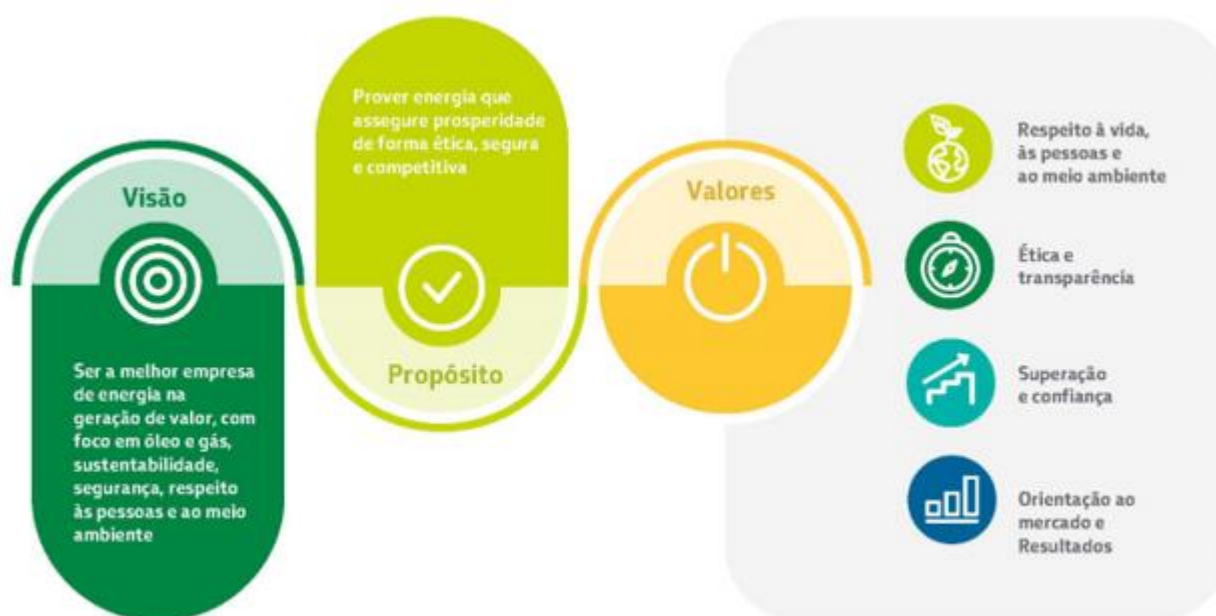 Visão
Ser a melhor empresa
de energia na
geração de valor, com
foco em óleo e gás,
sustentabilidade,
segurança, respeito
às pessoas e ao meio
ambiente
Prover energia que
assegure prosperidade
de forma ética, segura
e competitiva
Propósito
Valores
Respeito à vida,
às pessoas e
ao meio ambiente
Ética e
transparência
Superação
e confiança
Orientação ao
mercado e
Resultados